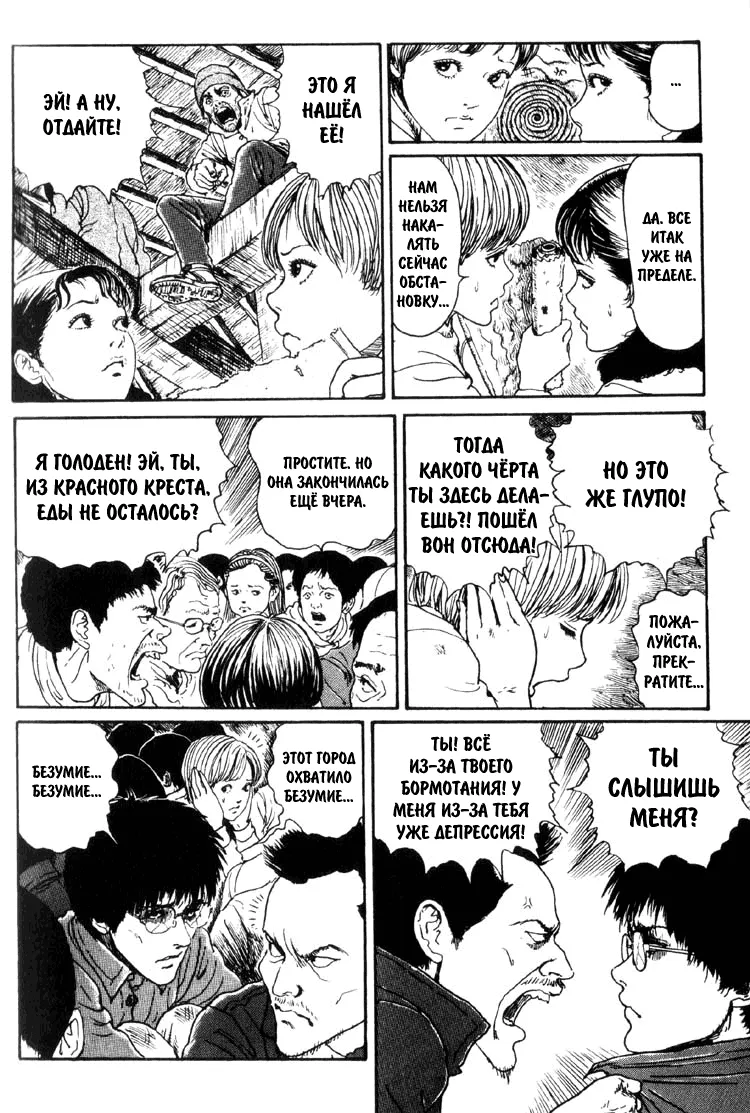 ЭЙ! А НУ,
ОТДАЙТЕ!
ЭТО Я
НАШЁЛ
ЕЁ!
...
НАМ
НЕЛЬЗЯ
НАКА-
ЛЯТЬ
СЕЙЧАС
ОБСТА-
НОВКУ...
ДА. ВСЕ
ИТАК
УЖЕ НА
ПРЕДЕЛЕ.
Я ГОЛОДЕН! ЭЙ, ТЫ,
ИЗ КРАСНОГО КРЕСТА,
ЕДЫ НЕ ОСТАЛОСЬ?
ПРОСТИТЕ. НО
ОНА ЗАКОНЧИЛАСЬ
ЕЩЁ ВЧЕРА.
ТОГДА
КАКОГО ЧЁРТА
ТЫ ЗДЕСЬ ДЕЛА-
ЕШЬ?! ПОШЁЛ
ВОН ОТСЮДА!
НО ЭТО
ЖЕ ГЛУПО!
ПОЖА-
ЛУЙСТА,
ПРЕК-
РАТИТЕ...
БЕЗУМИЕ...
БЕЗУМИЕ...
ЭТОТ ГОРОД
ОХВАТИЛО
БЕЗУМИЕ...
ТЫ! ВСЁ
ИЗ-ЗА ТВОЕГО
БОРМОТАНИЯ! У
МЕНЯ ИЗ-ЗА ТЕБЯ
УЖЕ ДЕПРЕССИЯ!
ТЫ
СЛЫШИШЬ
МЕНЯ?